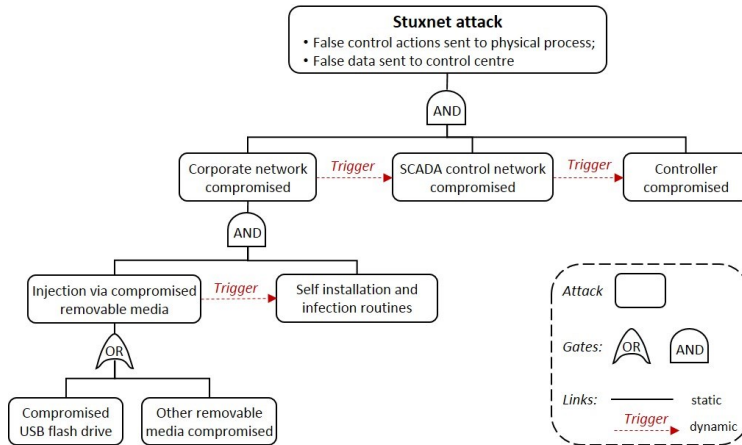 Stuxnet attack
• False control actions sent to physical process;
• False data sent to control centre
AND
Corporate network
compromised
Trigger
SCADA control network
compromised
Trigger
Controller
compromised
AND
Injection via compromised
removable media
Trigger
Self installation and
infection routines
OR
Compromised
USB flash drive
Other removable
media compromised
Attack
Gates:
OR
AND
Links:
static
Trigger
dynamic